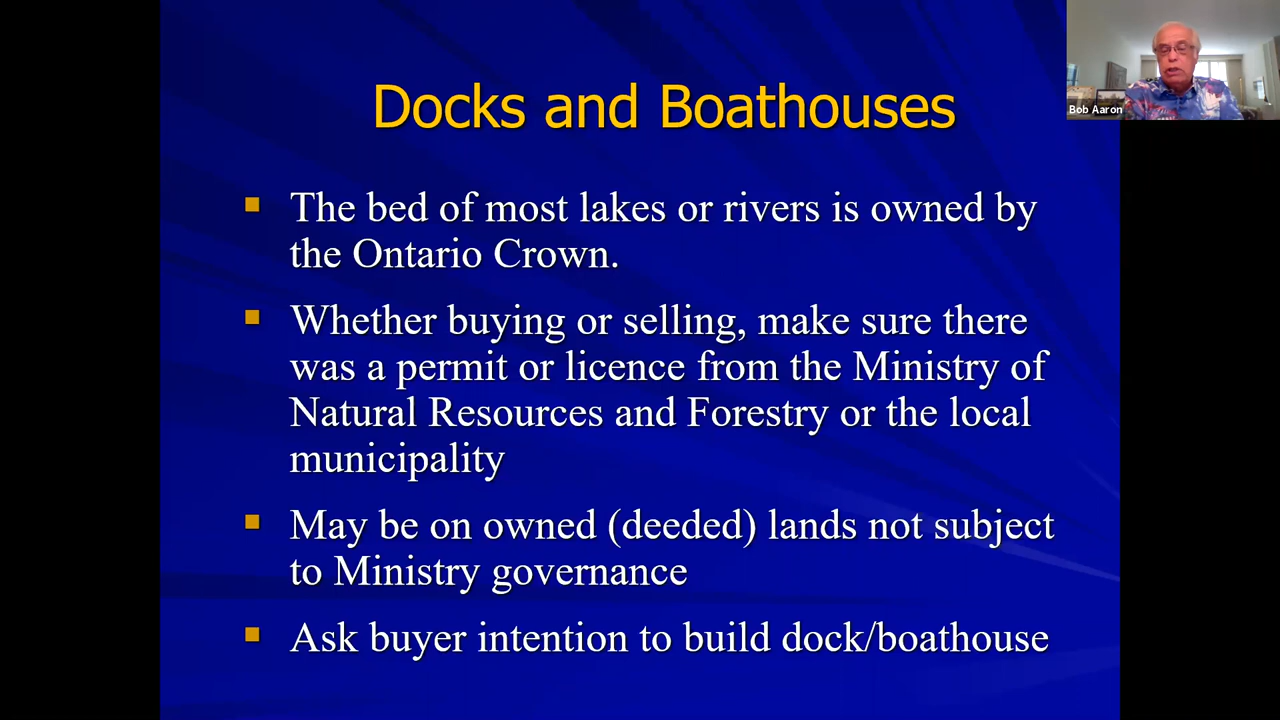 Docks and Boathouses
Bob Aaron
The bed of most lakes or rivers is owned by
the Ontario Crown.
Whether buying or selling, make sure there
was a permit or licence from the Ministry of
Natural Resources and Forestry or the local
municipality
May be on owned (deeded) lands not subject
to Ministry governance
Ask buyer intention to build dock/boathouse